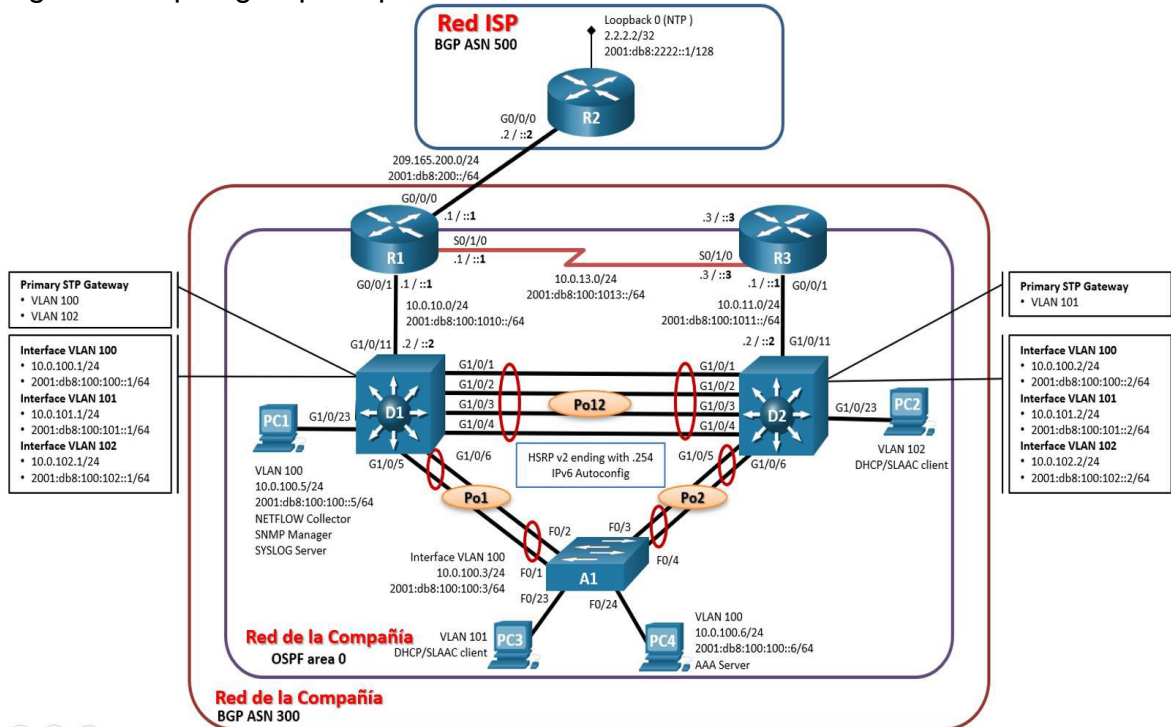 Red ISP
BGP ASN 500
Loopback 0 (NTP )
2.2.2.2/32
2001:db8:2222::1/128
R2
G0/0/0
.2 / ::2
209.165.200.0/24
2001:db8:200::/64
G0/0/0
.1 / ::1
R1
S0/1/0
.1 / ::1
.3 / ::3
R3
S0/1/0
.3 / ::3
10.0.13.0/24
2001:db8:100:1013::/64
G0/0/1
.1 / ::1
10.0.10.0/24
2001:db8:100:1010::/64
.1 / ::1
G0/0/1
10.0.11.0/24
2001:db8:100:1011::/64
Primary STP Gateway
• VLAN 100
• VLAN 102
Primary STP Gateway
• VLAN 101
Interface VLAN 100
• 10.0.100.1/24
• 2001:db8:100:100::1/64
Interface VLAN 101
• 10.0.101.1/24
• 2001:db8:100:101::1/64
Interface VLAN 102
• 10.0.102.1/24
• 2001:db8:100:102::1/64
G1/0/11
.2 / ::2
.2 / ::2
G1/0/11
Interface VLAN 100
• 10.0.100.2/24
• 2001:db8:100:100::2/64
Interface VLAN 101
• 10.0.101.2/24
• 2001:db8:100:101::2/64
Interface VLAN 102
• 10.0.102.2/24
• 2001:db8:100:102::2/64
G1/0/1
G1/0/2
G1/0/3
G1/0/4
Po12
G1/0/1
G1/0/2
G1/0/3
G1/0/4
D1
D2
PC1
G1/0/23
G1/0/23
PC2
VLAN 102
DHCP/SLAAC client
G1/0/5
G1/0/6
HSRP v2 ending with .254
IPv6 Autoconfig
G1/0/5
G1/0/6
VLAN 100
10.0.100.5/24
2001:db8:100:100::5/64
NETFLOW Collector
SNMP Manager
SYSLOG Server
Po1
Po2
F0/2
F0/3
Interface VLAN 100
10.0.100.3/24
2001:db8:100:100:3/64
F0/1
F0/4
A1
F0/23
F0/24
VLAN 101
DHCP/SLAAC client
PC3
PC4
VLAN 100
10.0.100.6/24
2001:db8:100:100::6/64
AAA Server
Red de la Compañía
OSPF area 0
Red de la Compañía
BGP ASN 300